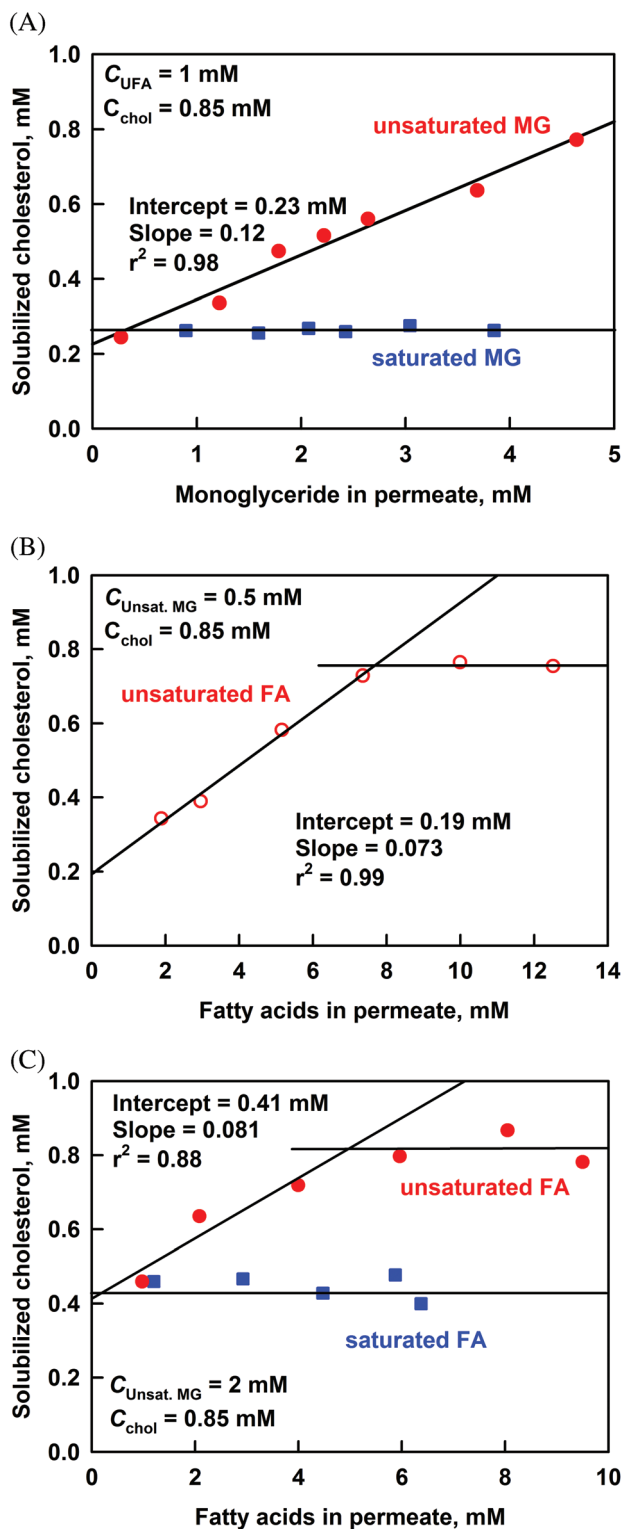 (A)
1.0
0.8
0.6
0.4
0.2
0.0
Solubilized cholesterol, mM
C_UFA = 1 mM
C_chol = 0.85 mM
unsaturated MG
Intercept = 0.23 mM
Slope = 0.12
r² = 0.98
saturated MG
0 1 2 3 4 5
Monoglyceride in permeate, mM
(B)
1.0
0.8
0.6
0.4
0.2
0.0
Solubilized cholesterol, mM
C_Unsat. MG = 0.5 mM
C_chol = 0.85 mM
unsaturated FA
Intercept = 0.19 mM
Slope = 0.073
r² = 0.99
0 2 4 6 8 10 12 14
Fatty acids in permeate, mM
(C)
1.0
0.8
0.6
0.4
0.2
0.0
Solubilized cholesterol, mM
Intercept = 0.41 mM
Slope = 0.081
r² = 0.88
unsaturated FA
saturated FA
C_Unsat. MG = 2 mM
C_chol = 0.85 mM
0 2 4 6 8 10
Fatty acids in permeate, mM